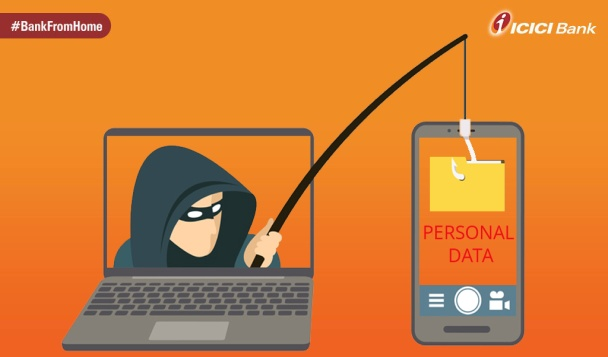 #BankFromHome
ICICI Bank
PERSONAL
DATA